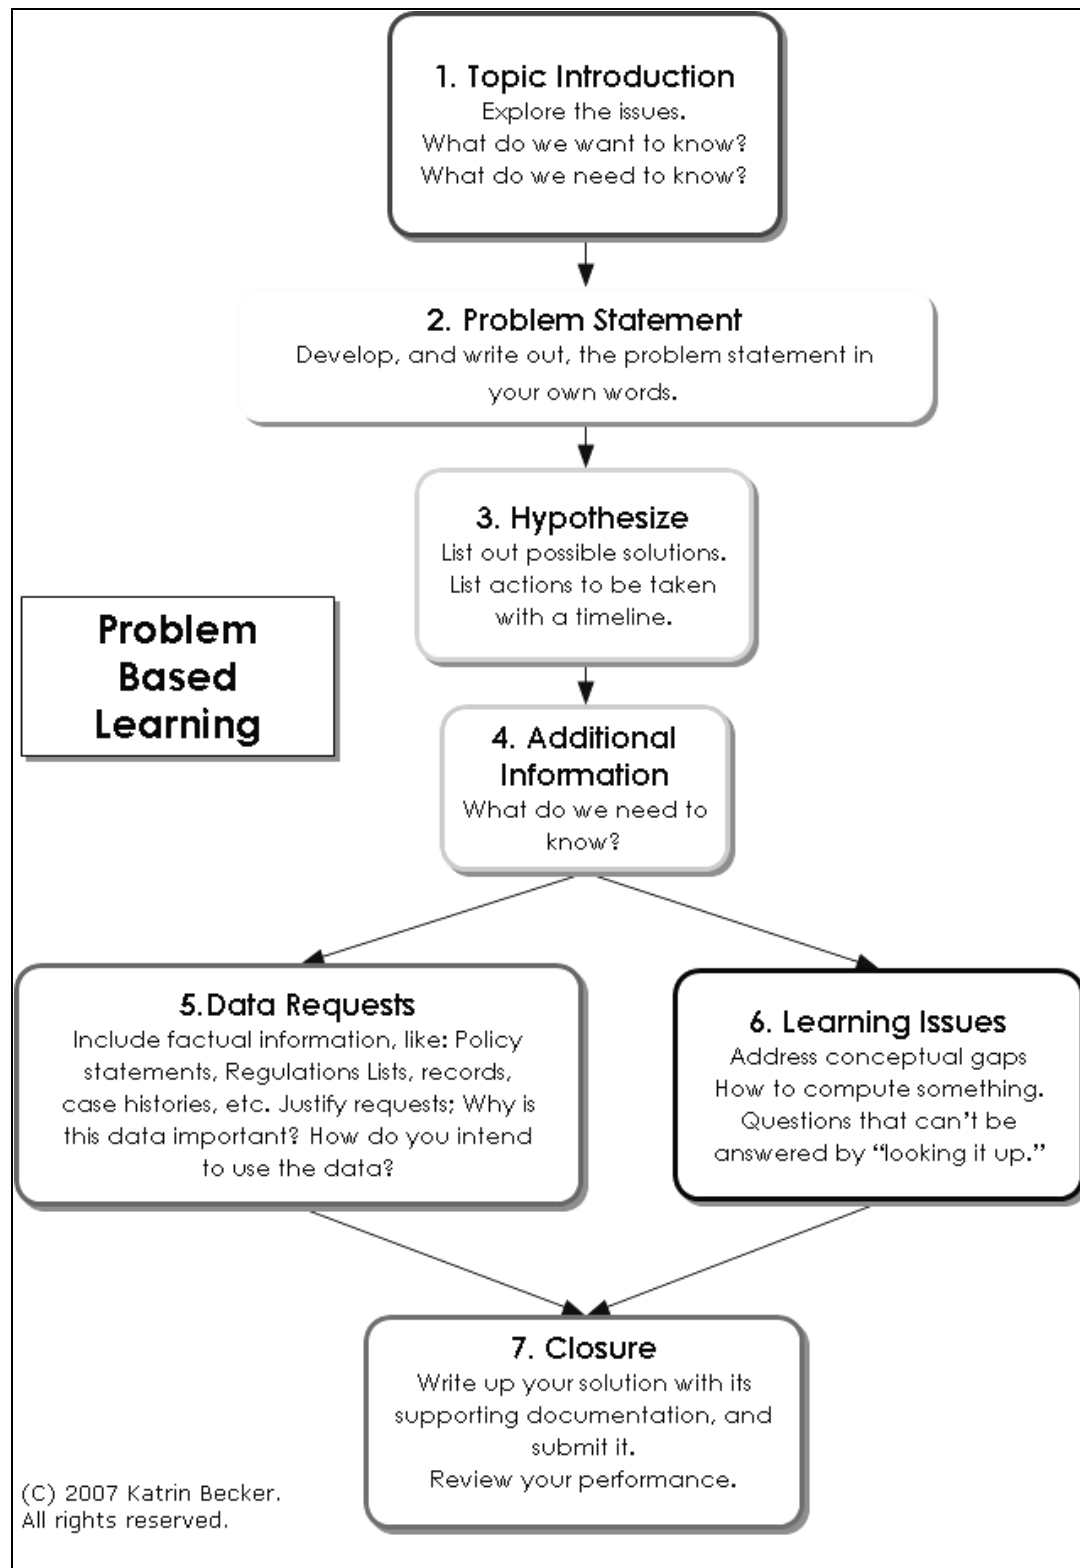 1. Topic Introduction
Explore the issues.
What do we want to know?
What do we need to know?
2. Problem Statement
Develop, and write out, the problem statement in
your own words.
3. Hypothesize
List out possible solutions.
List actions to be taken
with a timeline.
Problem
Based
Learning
4. Additional
Information
What do we need to
know?
5.Data Requests
Include factual information, like: Policy
statements, Regulations Lists, records,
case histories, etc. Justify requests; Why is
this data important? How do you intend
to use the data?
6. Learning Issues
Address conceptual gaps
How to compute something.
Questions that can't be
answered by “looking it up.”
7. Closure
Write up your solution with its
supporting documentation, and
submit it.
Review your performance.
(C) 2007 Katrin Becker.
All rights reserved.